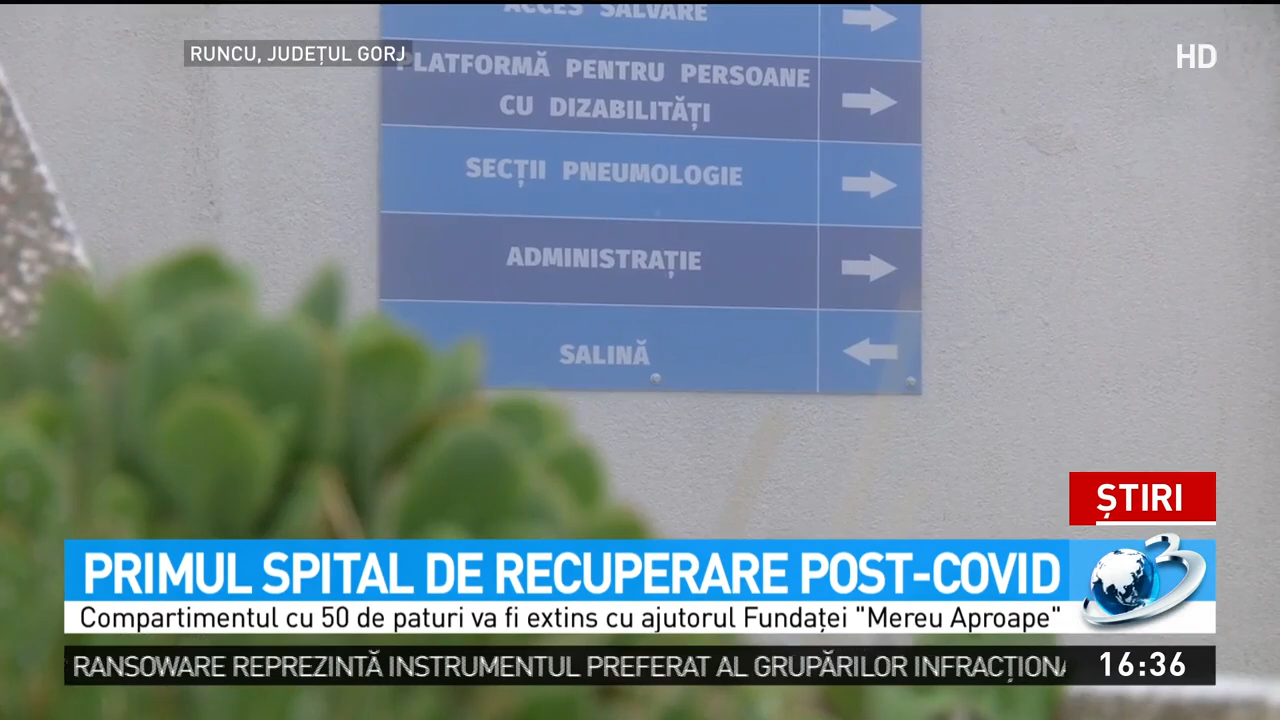 ACCES SALVARE
RUNCU, JUDEȚUL GORJ
HD
PLATFORMĂ PENTRU PERSOANE
CU DIZABILITĂȚI
SECȚII PNEUMOLOGIE
ADMINISTRAȚIE
SALINĂ
ȘTIRI
PRIMUL SPITAL DE RECUPERARE POST-COVID
3
Compartimentul cu 50 de paturi va fi extins cu ajutorul Fundației "Mereu Aproape"
RANSOWARE REPREZINTĂ INSTRUMENTUL PREFERAT AL GRUPĂRILOR INFRACȚIONA
16:36